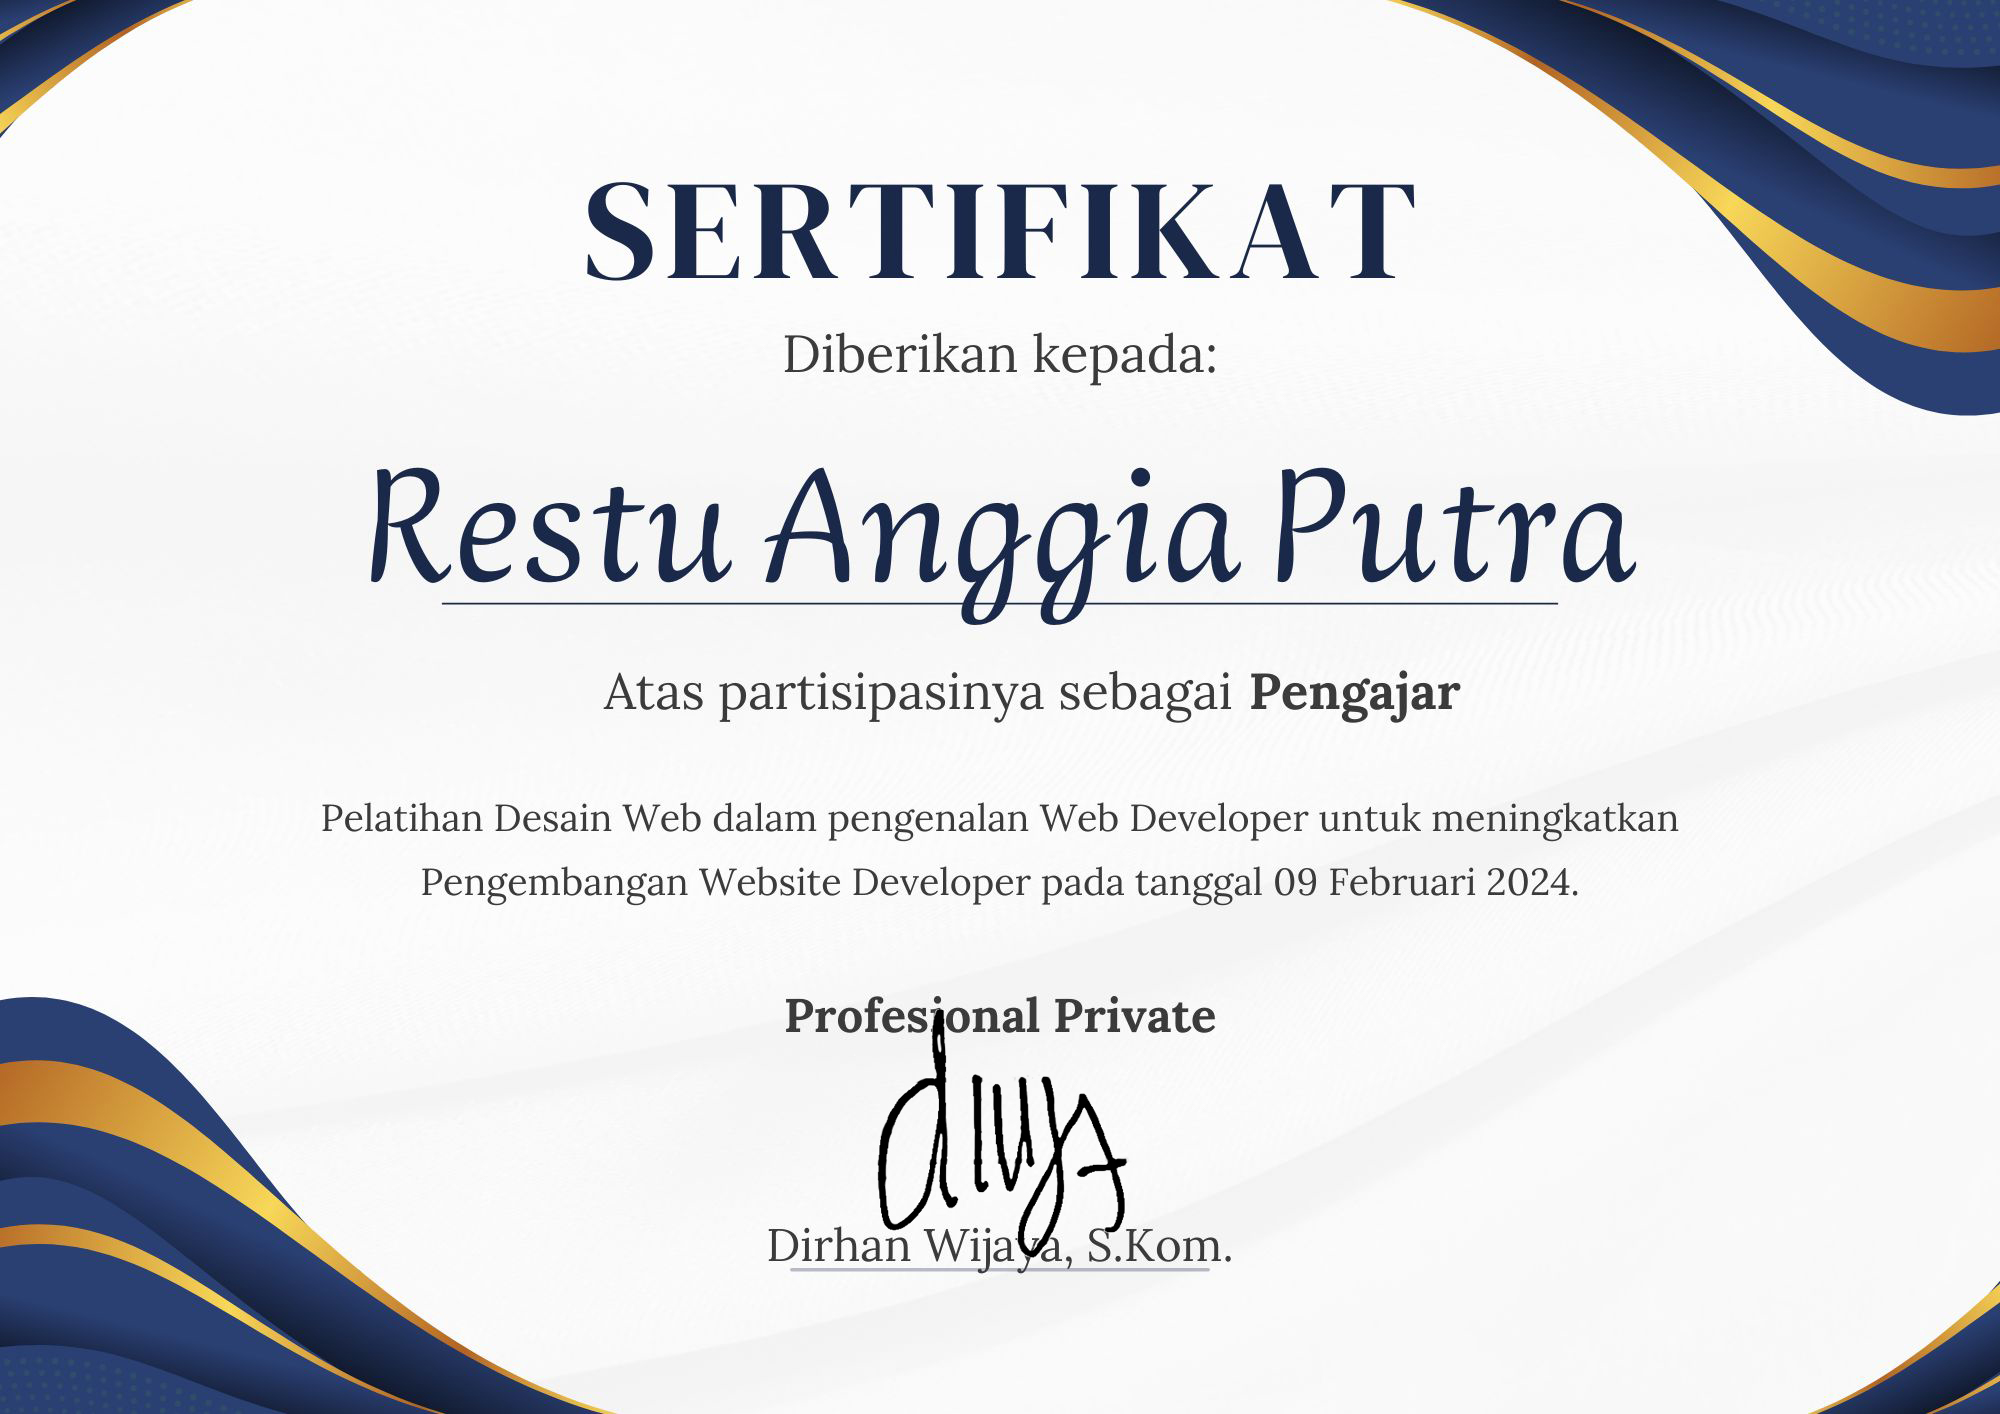 SERTIFIKAT
Diberikan kepada:
Restu Anggia Putra
Atas partisipasinya sebagai Pengajar
Pelatihan Desain Web dalam pengenalan Web Developer untuk meningkatkan
Pengembangan Website Developer pada tanggal 09 Februari 2024.
Profesional Private
Dirhan Wijaya, S.Kom.